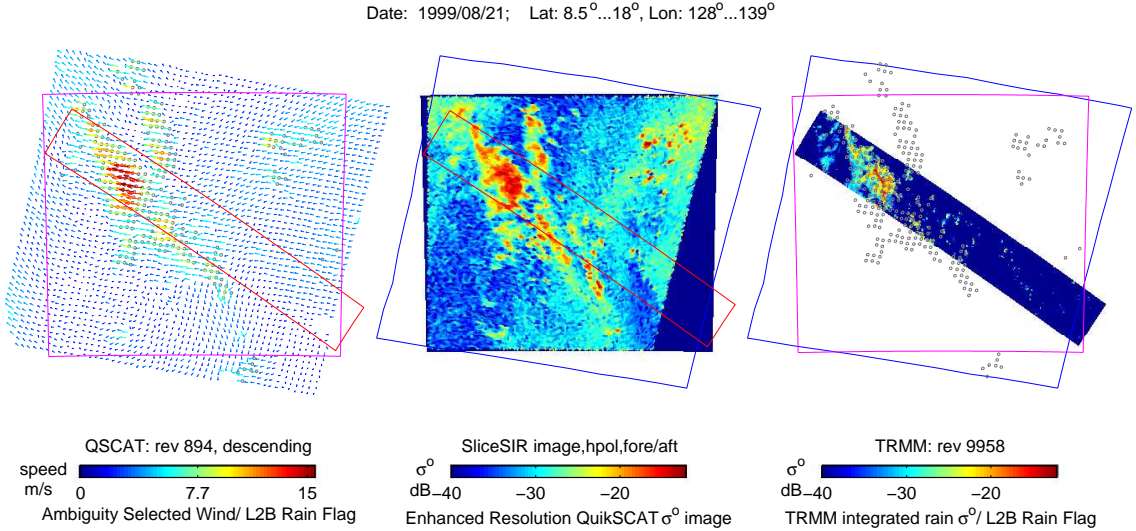 Date: 1999/08/21; Lat: 8.5°...18°, Lon: 128°...139°
QSCAT: rev 894, descending
speed
m/s
0 7.7 15
Ambiguity Selected Wind/ L2B Rain Flag
SliceSIR image,hpol,fore/aft
σ°
dB
−40 −30 −20
Enhanced Resolution QuikSCAT σ° image
TRMM: rev 9958
σ°
dB
−40 −30 −20
TRMM integrated rain σ°/ L2B Rain Flag